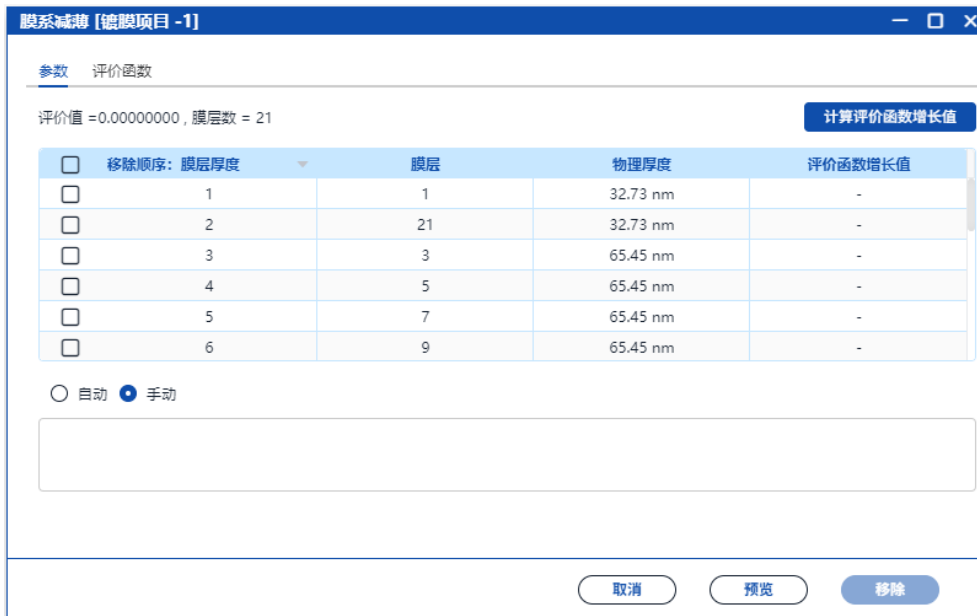 膜系减薄 [镀膜项目 -1]
参数 评价函数
评价值 =0.00000000 , 膜层数 = 21 计算评价函数增长值
移除顺序：膜层厚度 膜层 物理厚度 评价函数增长值
1 1 32.73 nm -
2 21 32.73 nm -
3 3 65.45 nm -
4 5 65.45 nm -
5 7 65.45 nm -
6 9 65.45 nm -
自动 手动
取消 预览 移除